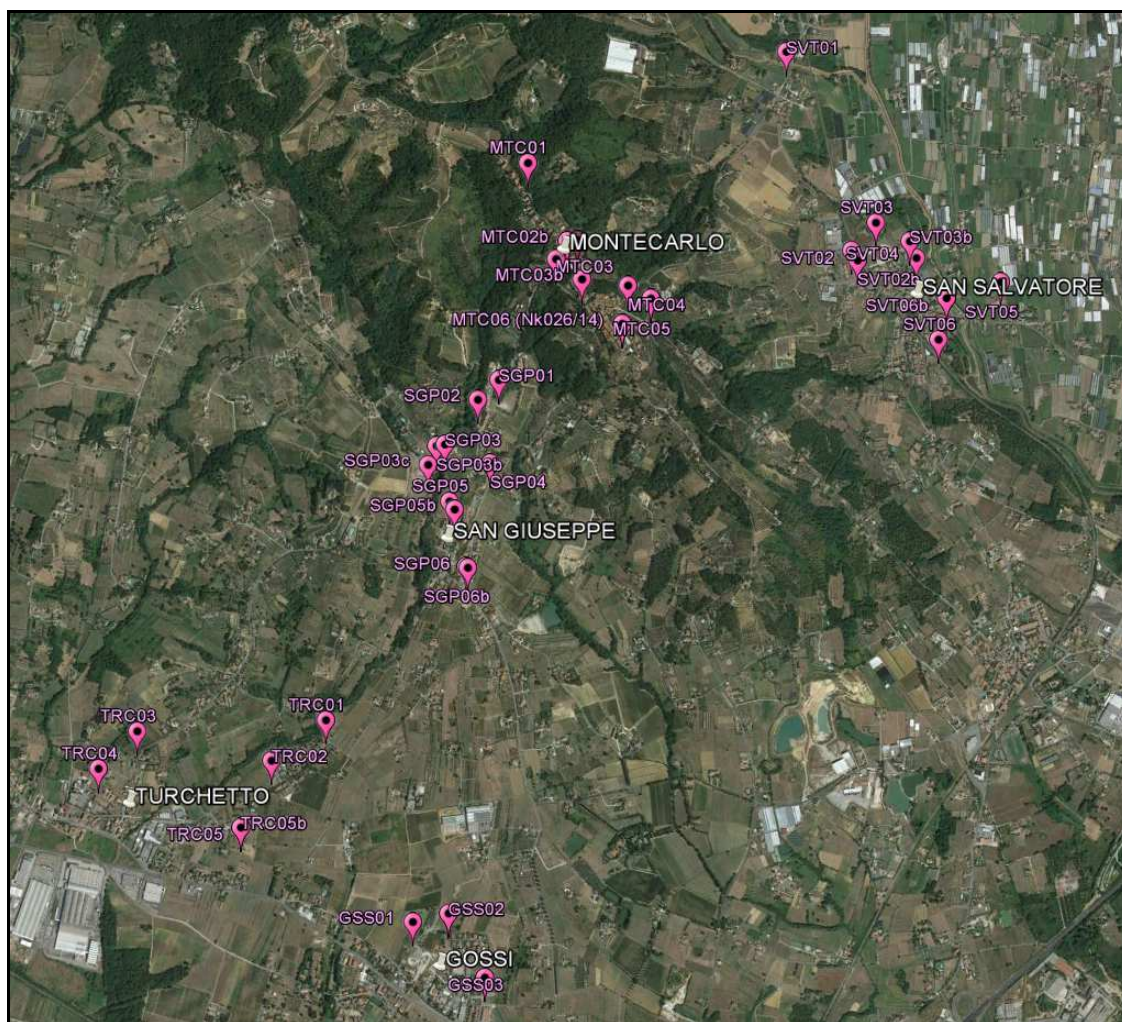 SVT01
MTC01
SVT03
MTC02b
MONTECARLO
SVT03b
SVT02
SVT04
MTC03
MTC03b
SVT02b
SAN SALVATORE
MTC04
SVT06b
SVT05
MTC06 (Nk026/14)
MTC05
SVT06
SGP01
SGP02
SGP03
SGP03c
SGP03b
SGP05
SGP04
SGP05b
SAN GIUSEPPE
SGP06
SGP06b
TRC01
TRC03
TRC02
TRC04
TURCHETTO
TRC05
TRC05b
GSS01
GSS02
GOSSI
GSS03